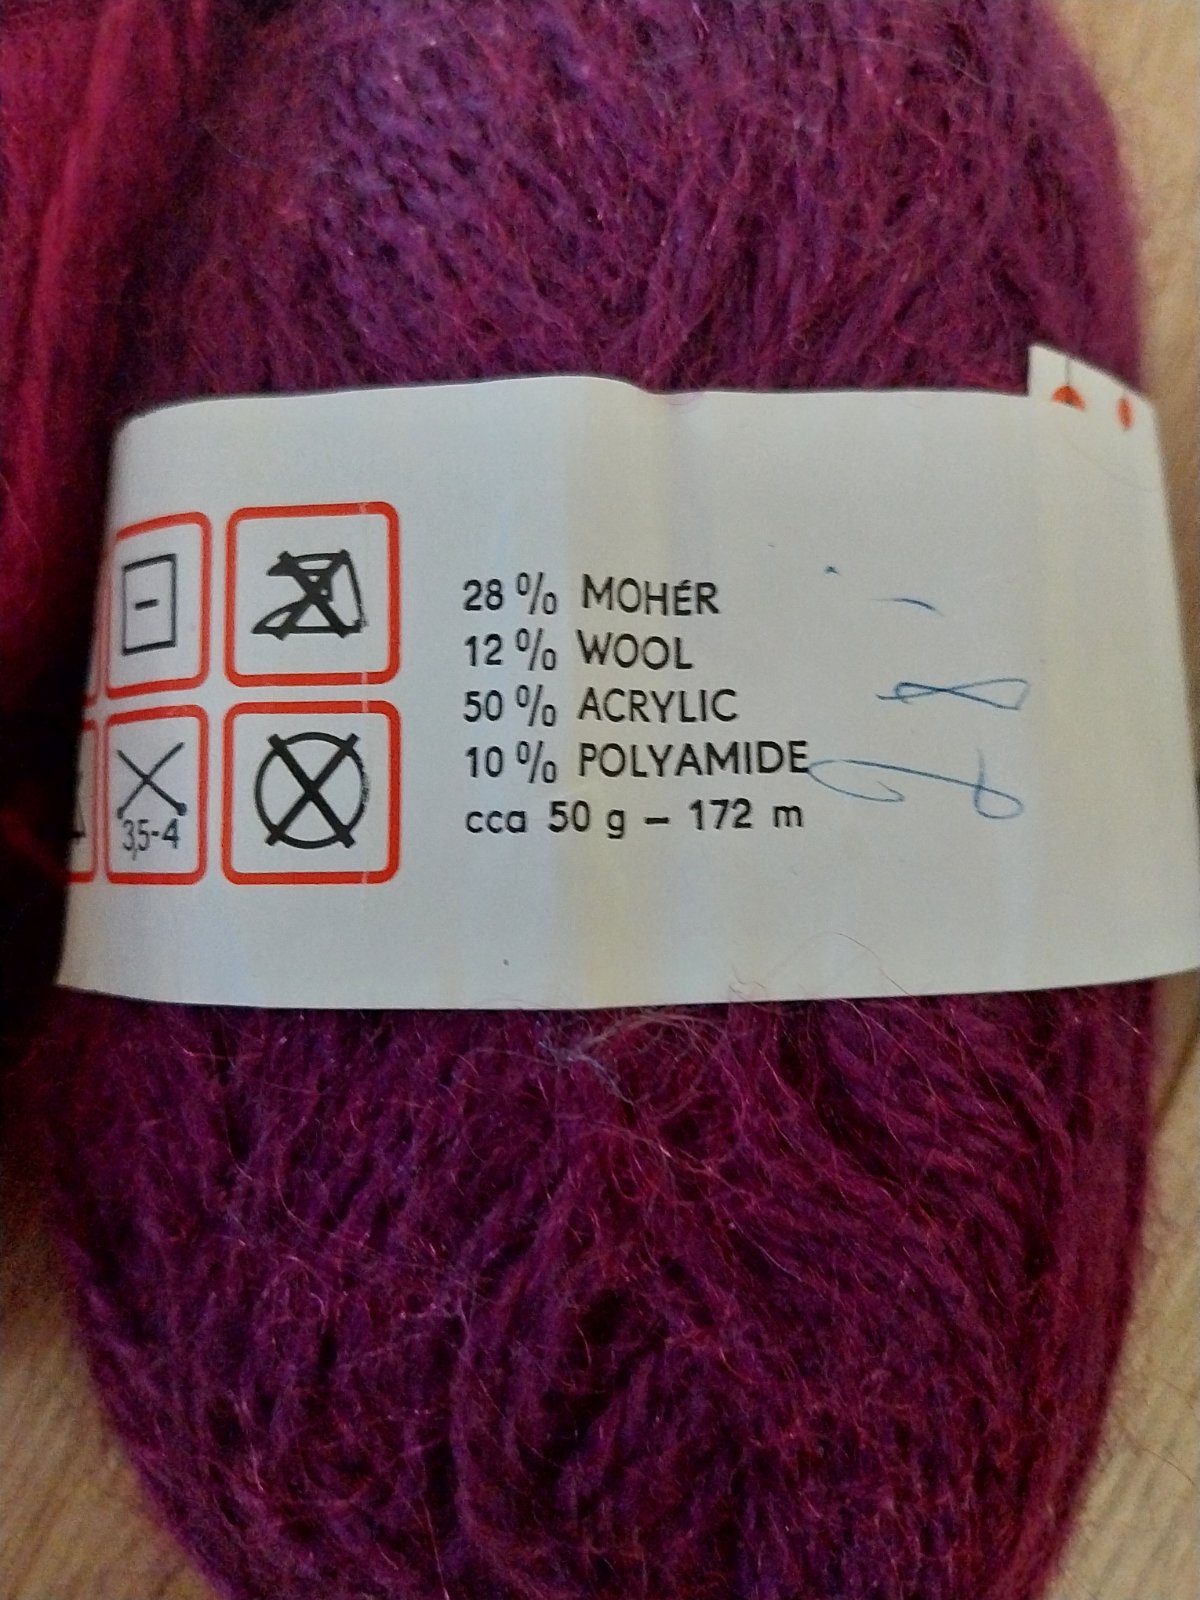 28 % MOHÉR
12 % WOOL
50 % ACRYLIC
10 % POLYAMIDE
cca 50 g – 172 m
3,5-4